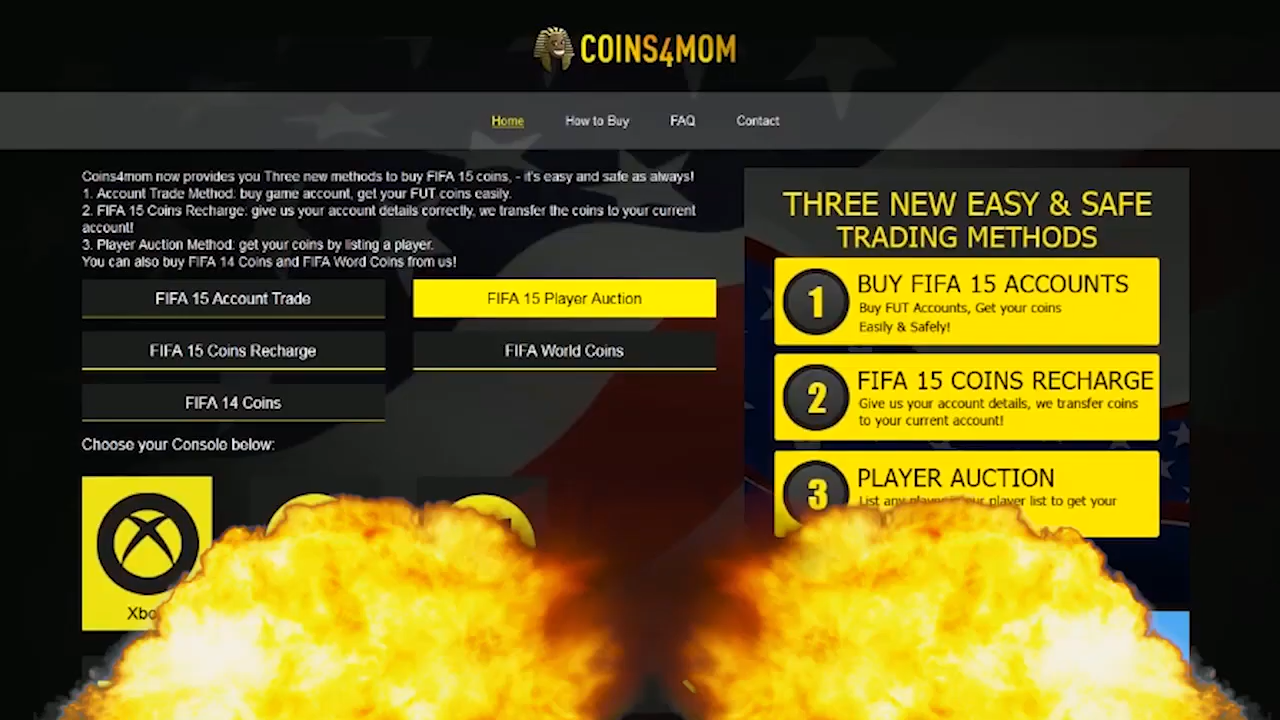 COINS4MOM
Home
How to Buy
FAQ
Contact
Coins4mom now provides you Three new methods to buy FIFA 15 coins, - it's easy and safe as always!
1. Account Trade Method: buy game account, get your FUT coins easily.
2. FIFA 15 Coins Recharge: give us your account details correctly, we transfer the coins to your current
account!
3. Player Auction Method: get your coins by listing a player.
You can also buy FIFA 14 Coins and FIFA Word Coins from us!
FIFA 15 Account Trade
FIFA 15 Player Auction
FIFA 15 Coins Recharge
FIFA World Coins
FIFA 14 Coins
Choose your Console below:
THREE NEW EASY & SAFE
TRADING METHODS
1
BUY FIFA 15 ACCOUNTS
Buy FUT Accounts, Get your coins
Easily & Safely!
2
FIFA 15 COINS RECHARGE
Give us your account details, we transfer coins
to your current account!
3
PLAYER AUCTION
List any player list to get your